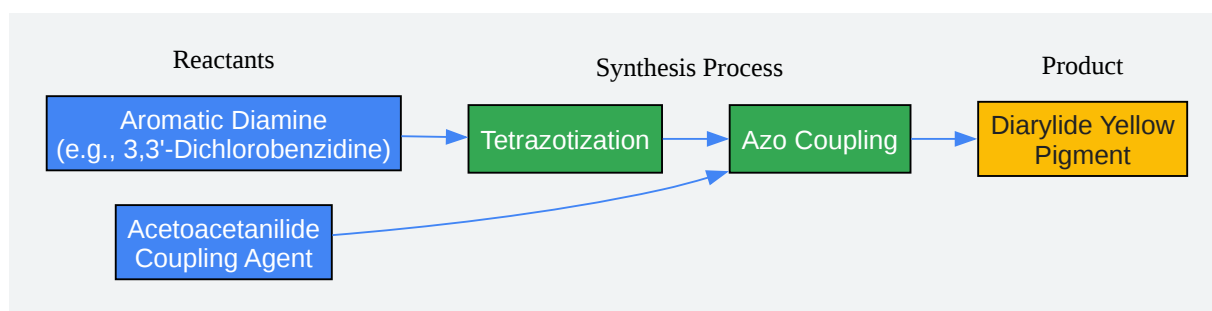 Reactants
Synthesis Process
Product
Aromatic Diamine
(e.g., 3,3'-Dichlorobenzidine)
Tetrazotization
Azo Coupling
Diarylide Yellow
Pigment
Acetoacetanilide
Coupling Agent